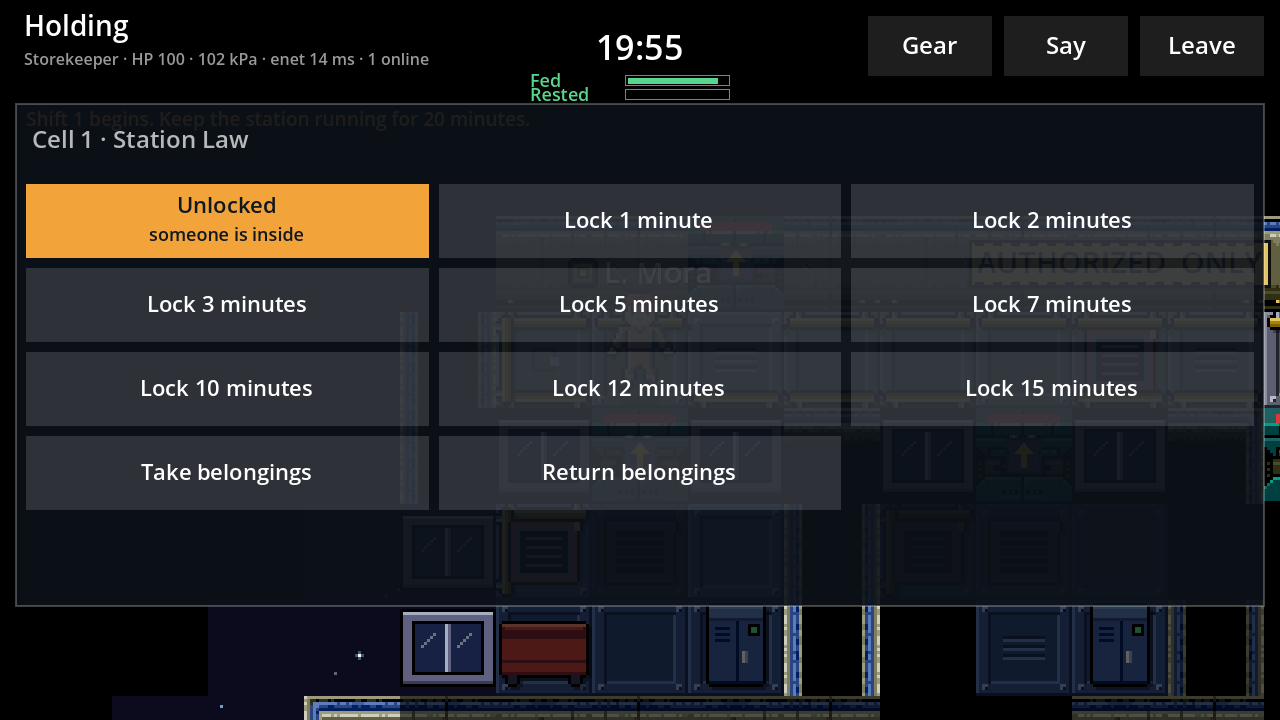 Holding
Storekeeper · HP 100 · 102 kPa · enet 14 ms · 1 online
19:55
Gear
Say
Leave
Fed
Rested
Shift 1 begins. Keep the station running for 20 minutes.
Cell 1 · Station Law
Unlocked
someone is inside
Lock 1 minute
Lock 2 minutes
L. Mora
AUTHORIZED ONLY
Lock 3 minutes
Lock 5 minutes
Lock 7 minutes
Lock 10 minutes
Lock 12 minutes
Lock 15 minutes
Take belongings
Return belongings